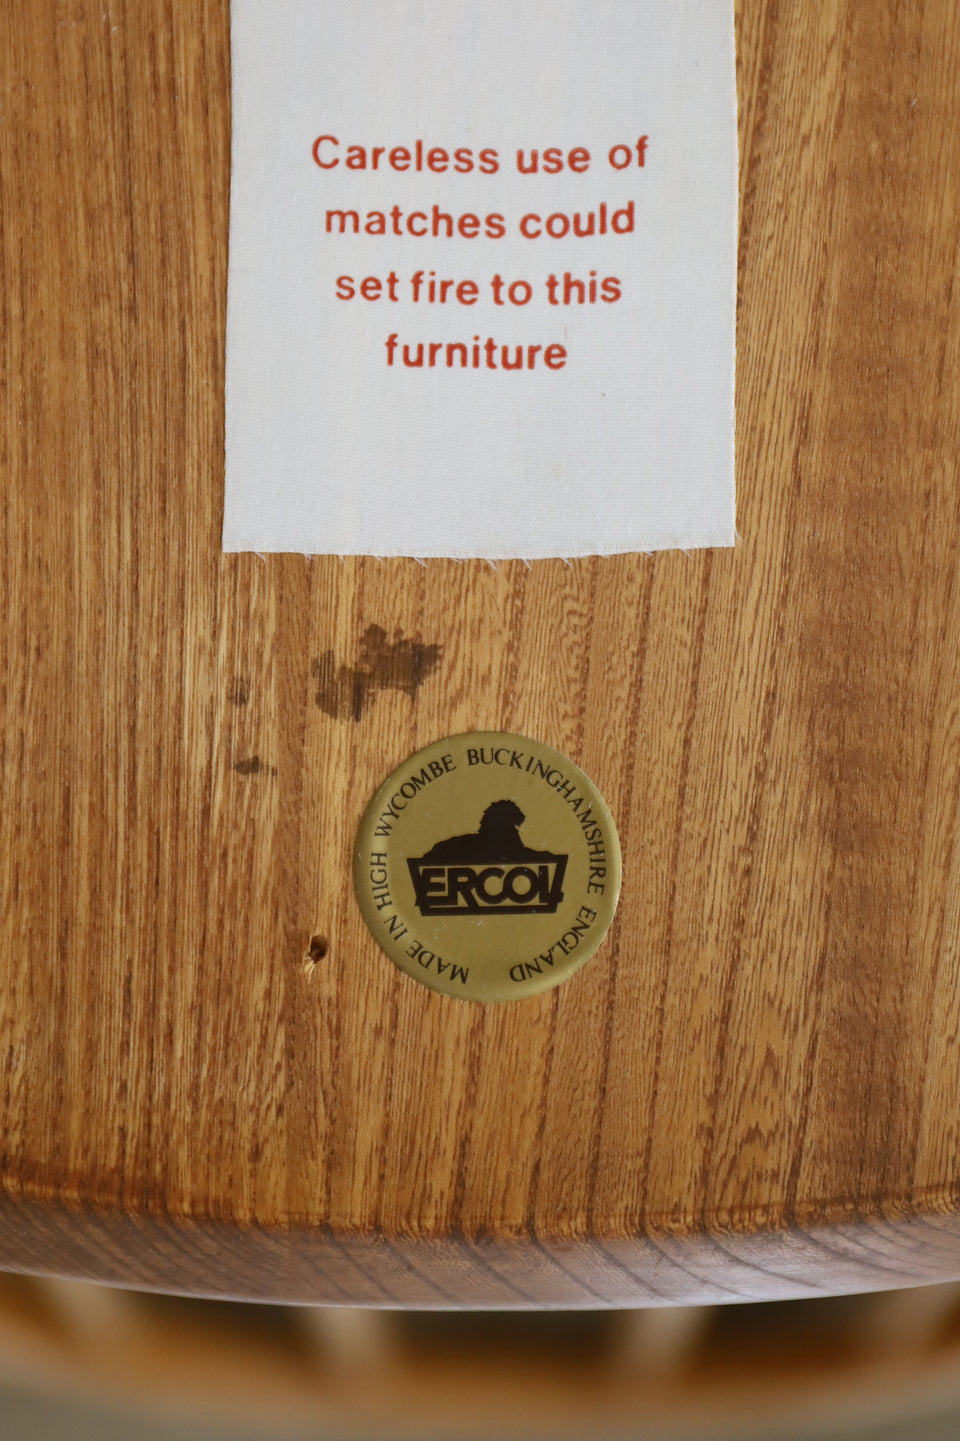 Careless use of
matches could
set fire to this
furniture
MADE IN HIGH WYCOMBE BUCKINGHAMSHIRE ENGLAND
ERCOL